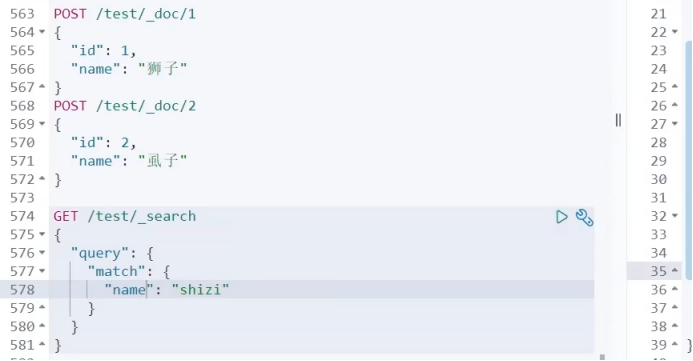 563 POST /test/_doc/1
564 {
565 "id": 1,
566 "name": "狮子"
567 }
568 POST /test/_doc/2
569 {
570 "id": 2,
571 "name": "虱子"
572 }
573
574 GET /test/_search
575 {
576 "query": {
577 "match": {
578 "name": "shizi"
579 }
580 }
581 }
21
22
23
24
25
26
27
28
29
30
31
32
33
34
35
36
37
38
39 }